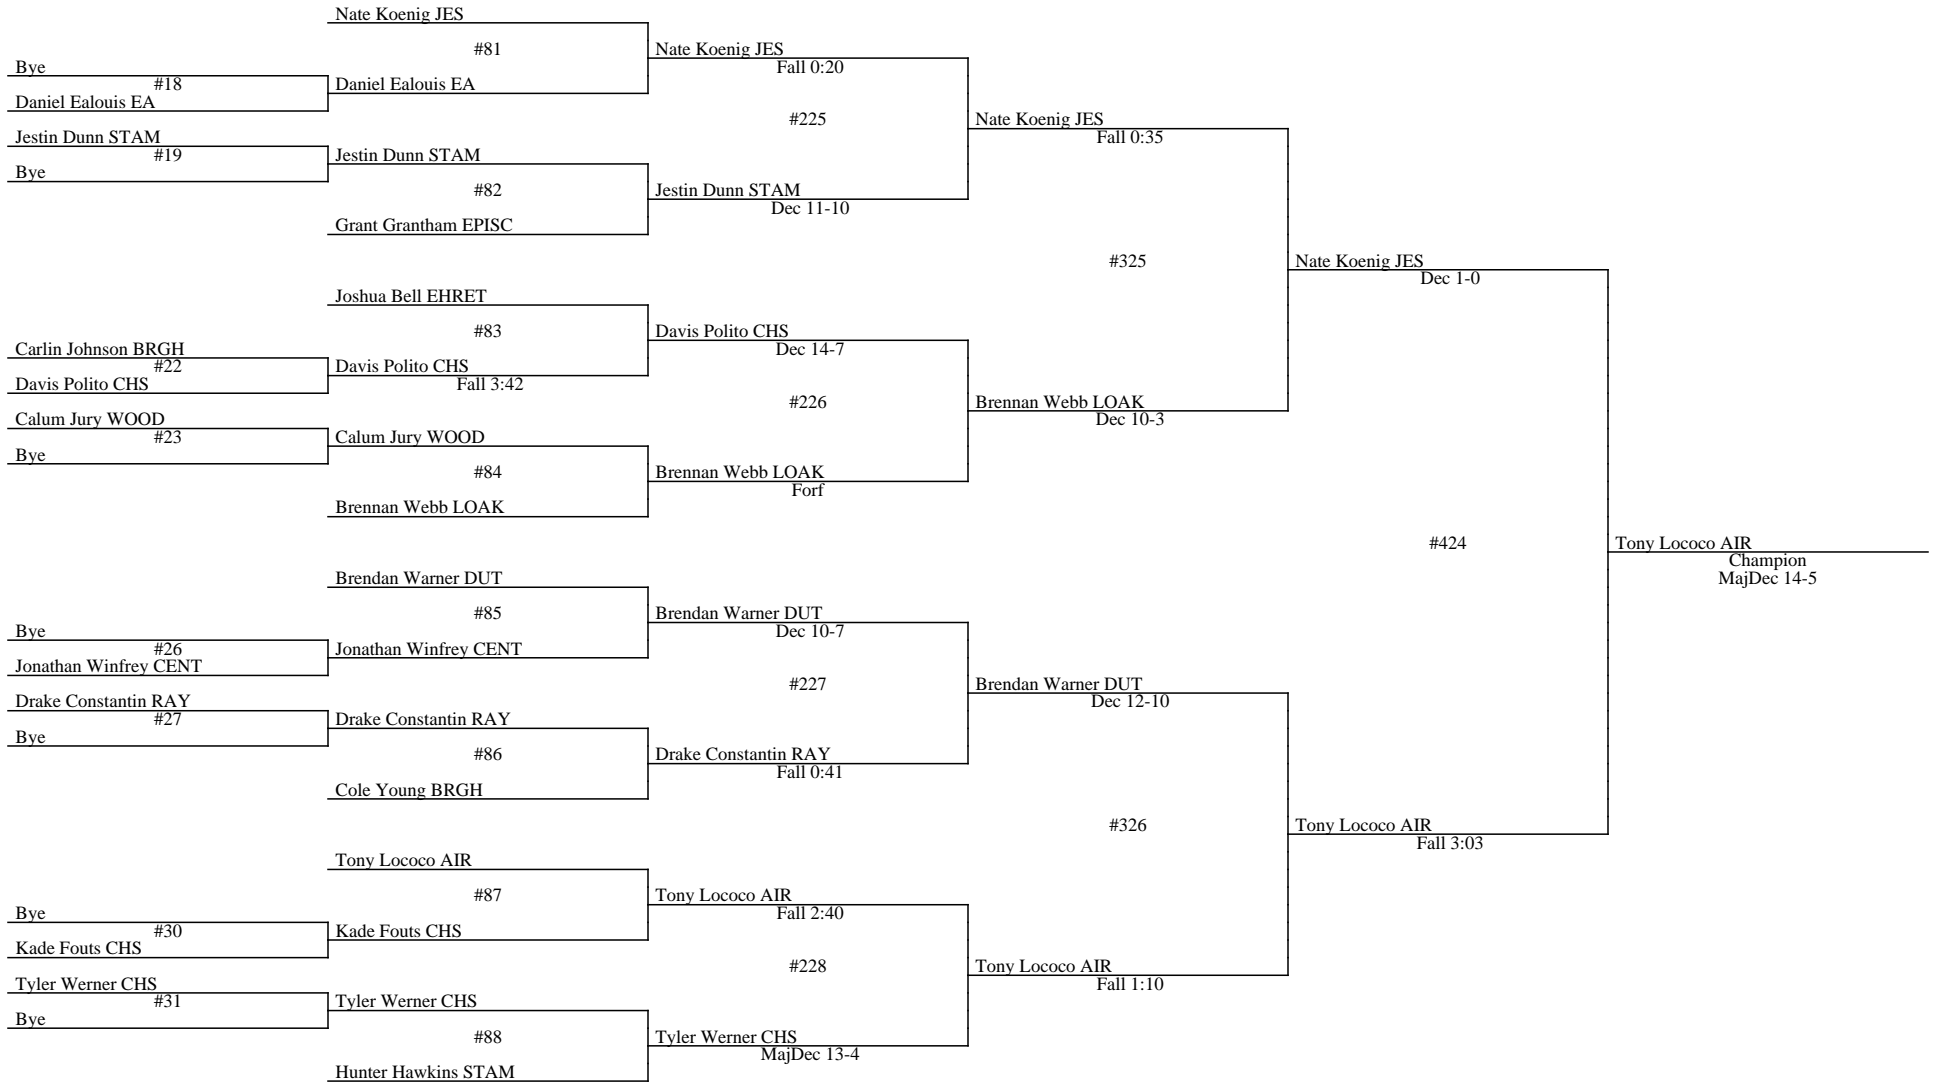 Nate Koenig JES
#81
Nate Koenig JES
Bye
Fall 0:20
#18
Daniel Ealouis EA
Daniel Ealouis EA
#225
Nate Koenig JES
Jestin Dunn STAM
Fall 0:35
#19
Jestin Dunn STAM
Bye
#82
Jestin Dunn STAM
Dec 11-10
Grant Grantham EPISC
#325
Nate Koenig JES
Dec 1-0
Joshua Bell EHRET
#83
Davis Polito CHS
Carlin Johnson BRGH
Dec 14-7
#22
Davis Polito CHS
Davis Polito CHS
Fall 3:42
#226
Brennan Webb LOAK
Calum Jury WOOD
Dec 10-3
#23
Calum Jury WOOD
Bye
#84
Brennan Webb LOAK
Forf
Brennan Webb LOAK
#424
Tony Lococo AIR
Champion
MajDec 14-5
Brendan Warner DUT
#85
Brendan Warner DUT
Bye
Dec 10-7
#26
Jonathan Winfrey CENT
Jonathan Winfrey CENT
#227
Brendan Warner DUT
Drake Constantin RAY
Dec 12-10
#27
Drake Constantin RAY
Bye
#86
Drake Constantin RAY
Fall 0:41
Cole Young BRGH
#326
Tony Lococo AIR
Fall 3:03
Tony Lococo AIR
#87
Tony Lococo AIR
Bye
Fall 2:40
#30
Kade Fouts CHS
Kade Fouts CHS
#228
Tony Lococo AIR
Tyler Werner CHS
Fall 1:10
#31
Tyler Werner CHS
Bye
#88
Tyler Werner CHS
MajDec 13-4
Hunter Hawkins STAM